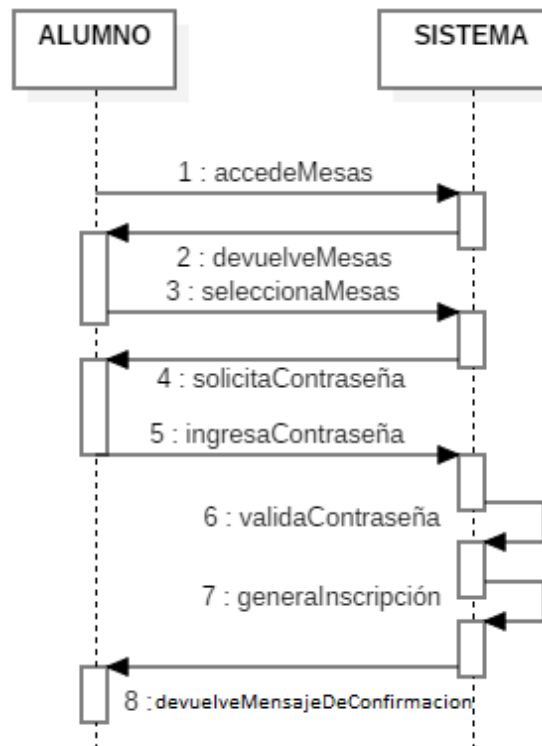 ALUMNO
SISTEMA
1 : accedeMesas
2 : devuelveMesas
3 : seleccionaMesas
4 : solicitaContraseña
5 : ingresaContraseña
6 : validaContraseña
7 : generaInscripción
8 : devuelveMensajeDeConfirmacion